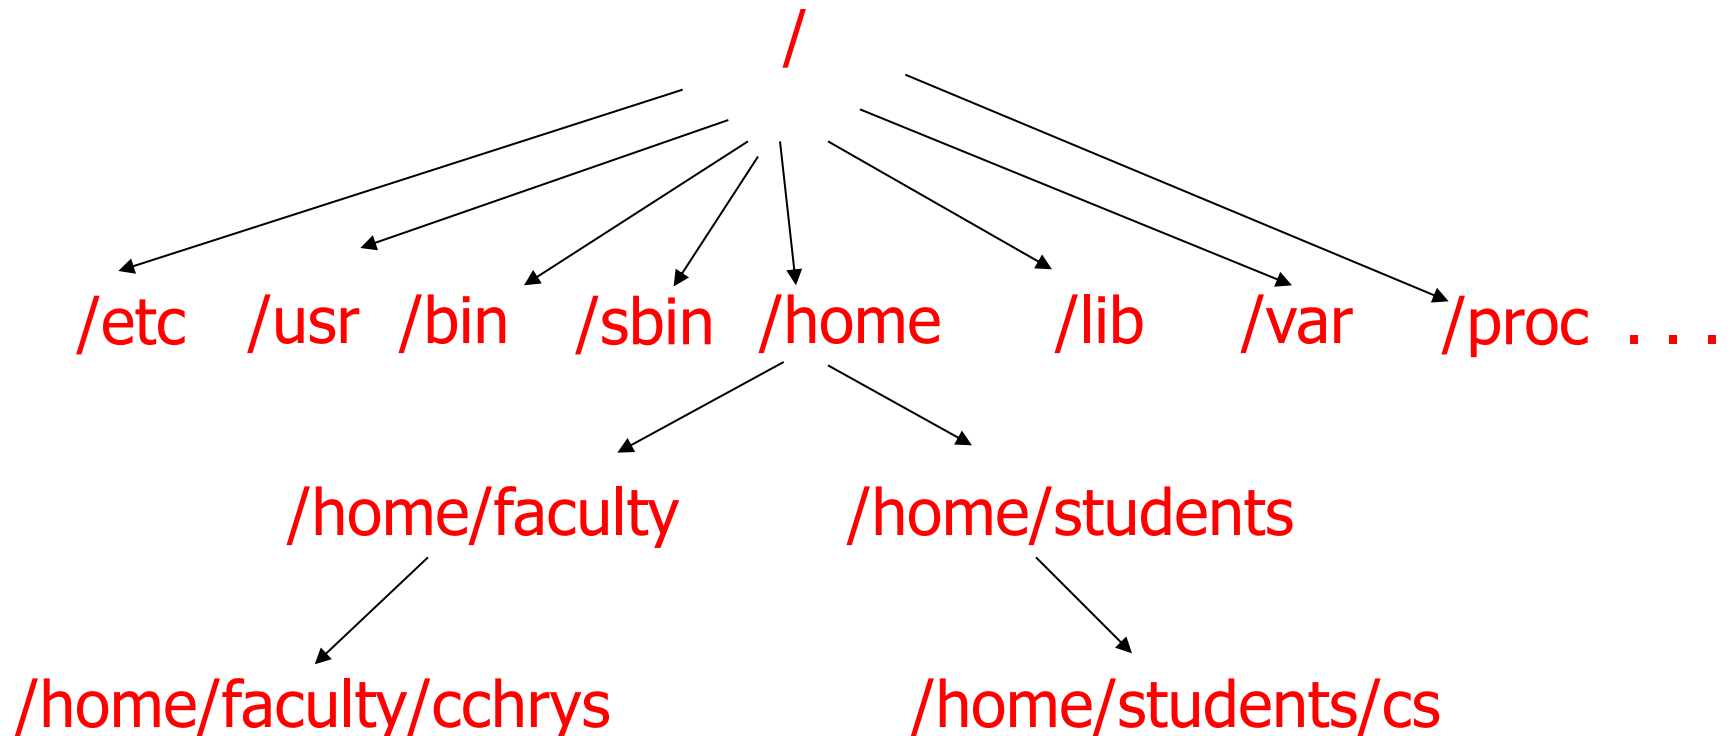 /
/etc /usr /bin /sbin /home /lib /var /proc . . .
/home/faculty /home/students
/home/faculty/cchrys /home/students/cs